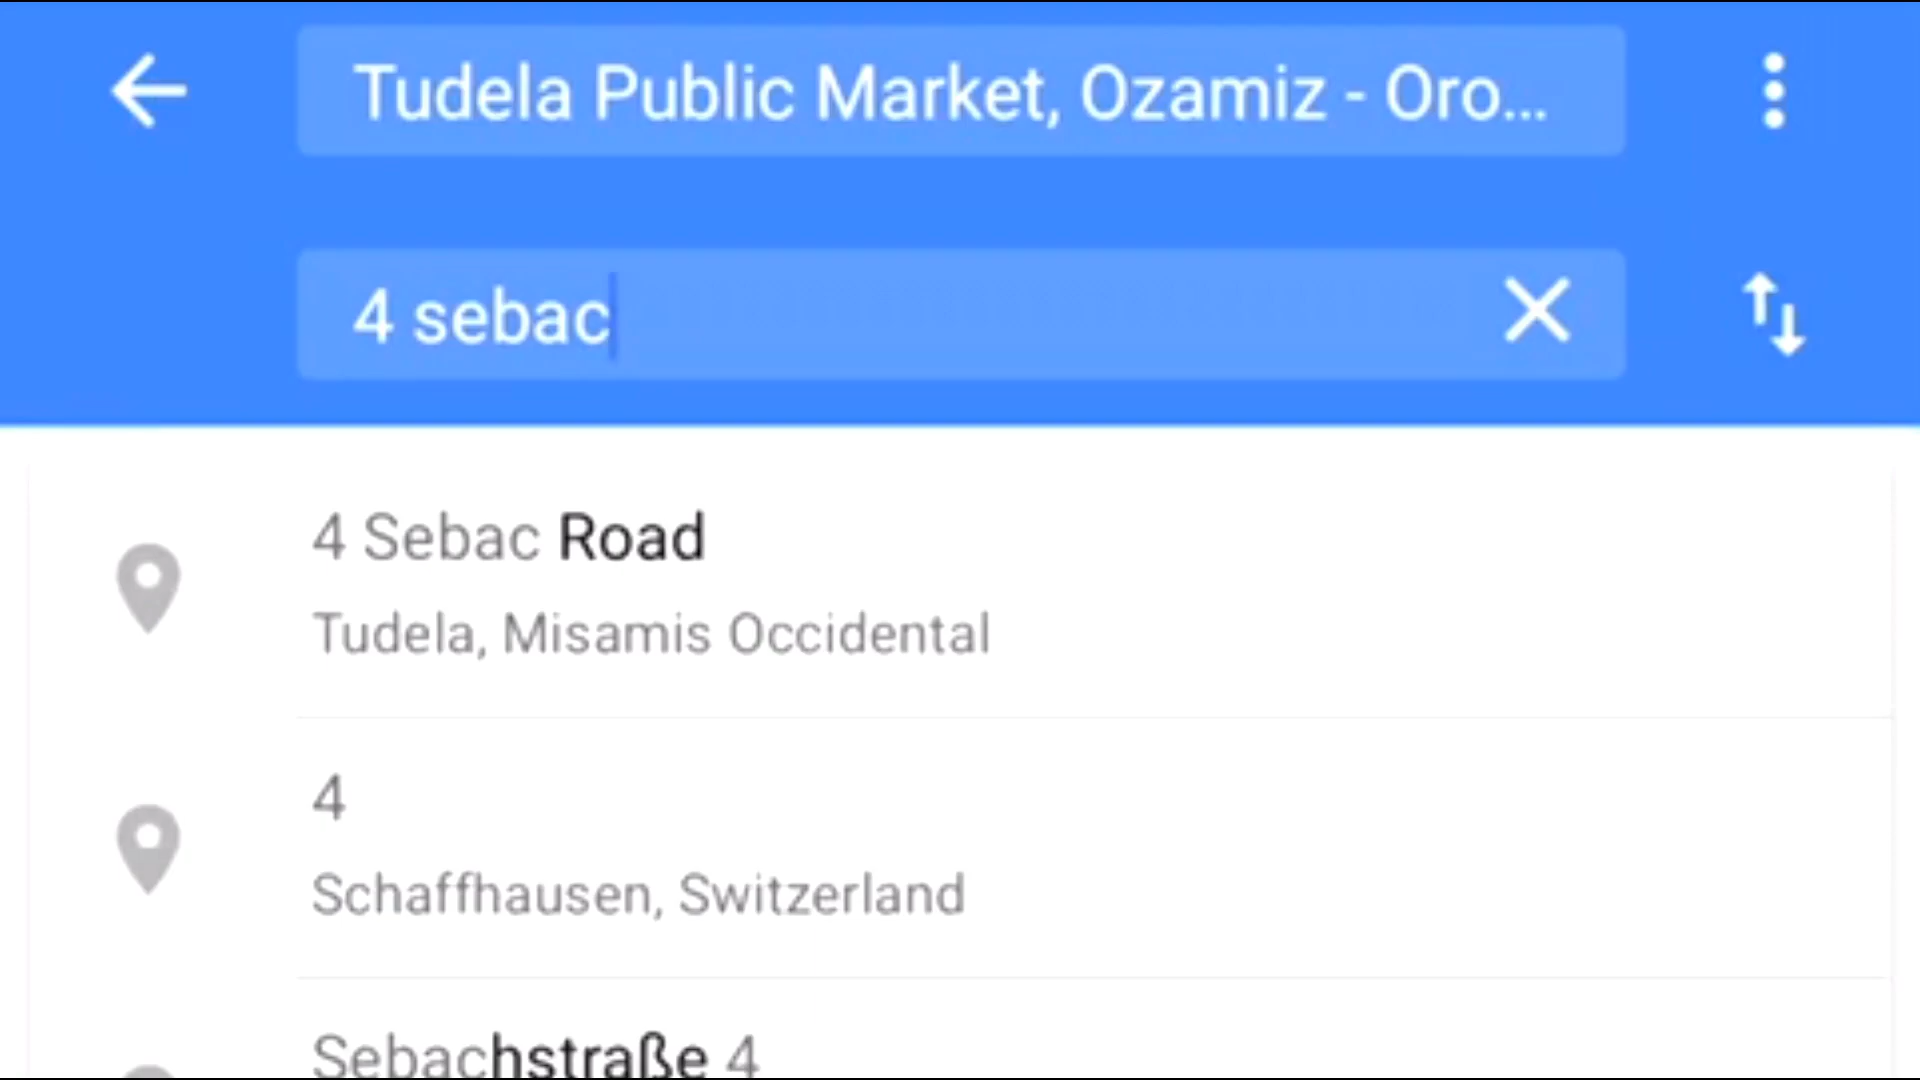 Tudela Public Market, Ozamiz - Oro...
4 sebac
4 Sebac Road
Tudela, Misamis Occidental
4
Schaffhausen, Switzerland
Sebachstraße 4